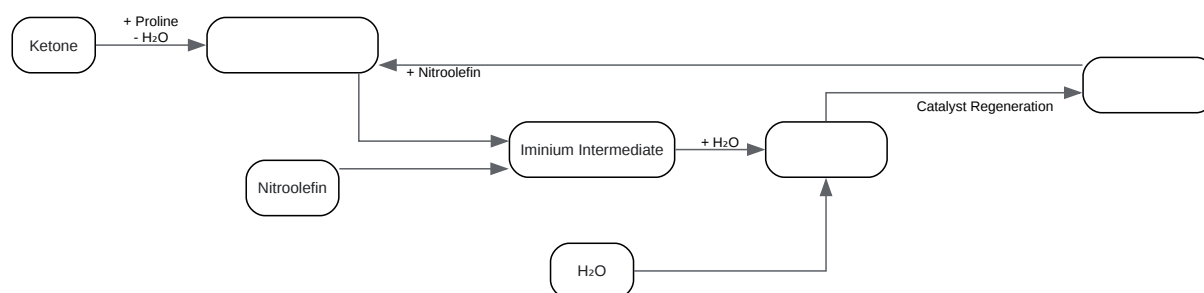 + Proline
- H₂O
Ketone
+ Nitroolefin
Catalyst Regeneration
+ H₂O
Iminium Intermediate
Nitroolefin
H₂O